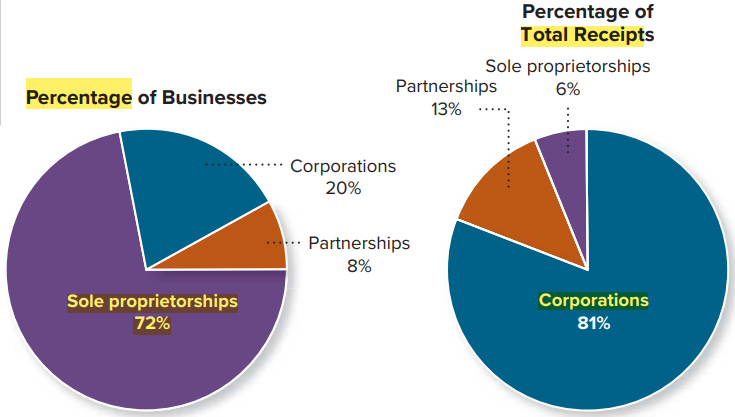 Percentage of Businesses
Corporations
20%
Partnerships
8%
Sole proprietorships
72%
Percentage of
Total Receipts
Sole proprietorships
6%
Partnerships
13%
Corporations
81%